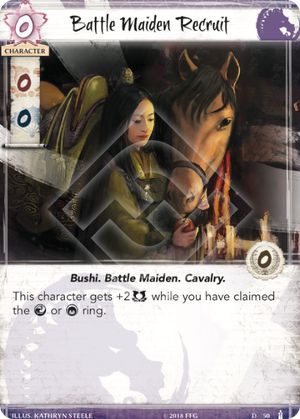 Battle Maiden Recruit
0
CHARACTER
0
0
0
Bushi. Battle Maiden. Cavalry.
This character gets +2 while you have claimed
the or ring.
ILLUS. KATHRYN STEELE © 2018 FFG D 50